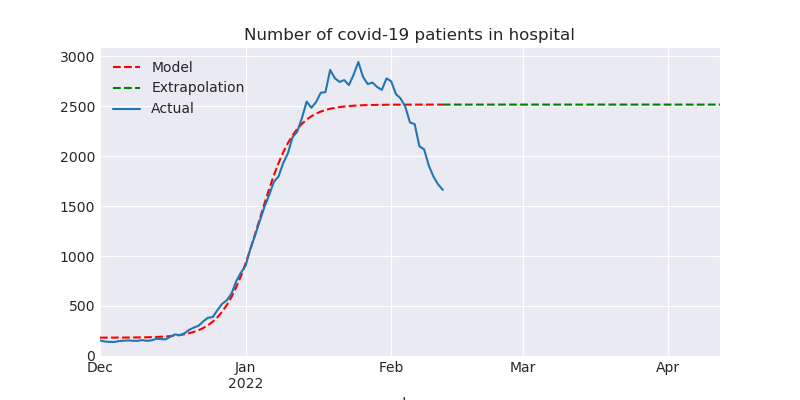 Number of covid-19 patients in hospital
3000
2500
2000
1500
1000
500
0
Model
Extrapolation
Actual
Dec
Jan
Feb
Mar
Apr
2022